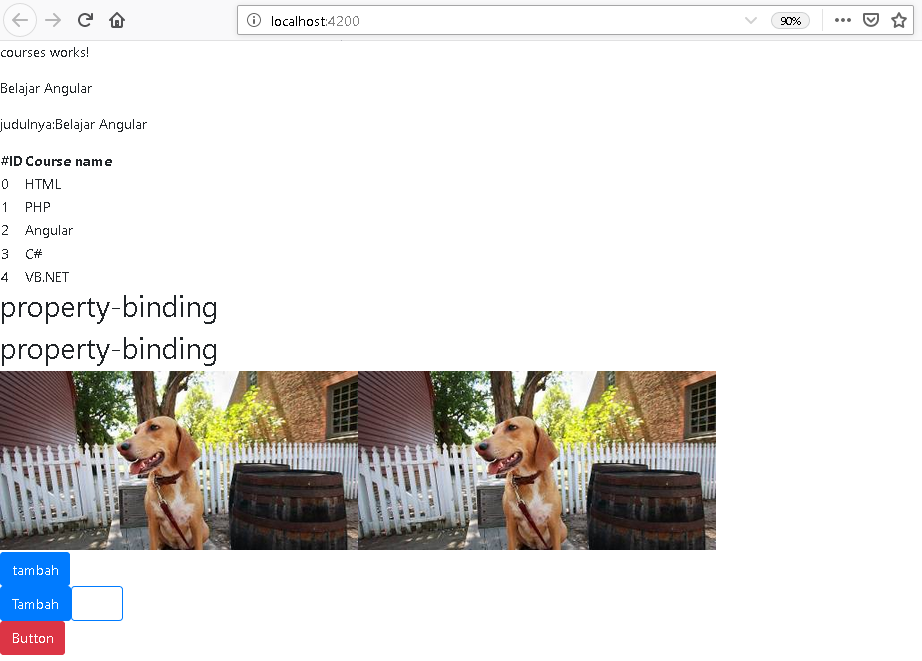 localhost:4200 90%
courses works!
Belajar Angular
judulnya:Belajar Angular
#ID Course name
0 HTML
1 PHP
2 Angular
3 C#
4 VB.NET
property-binding
property-binding
tambah
Tambah
Button